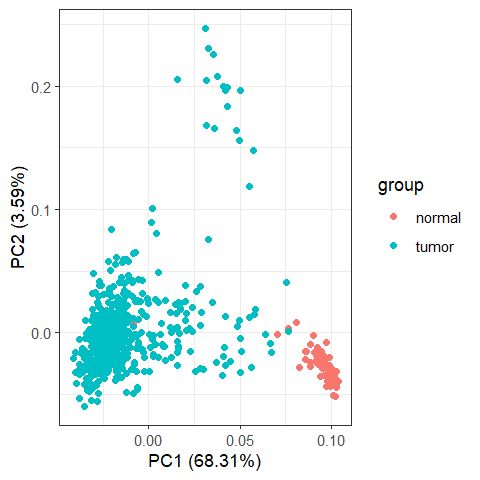 0.2
0.1
0.0
PC2 (3.59%)
0.00
0.05
0.10
PC1 (68.31%)
group
normal
tumor